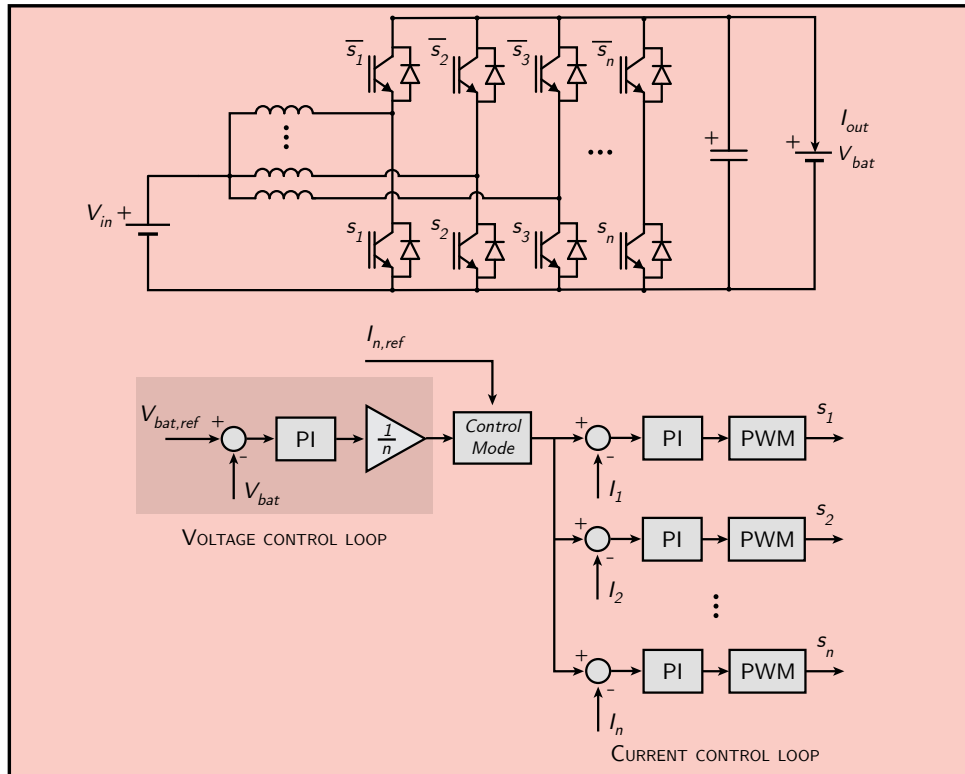 s̅₁ s̅₂ s̅₃ s̅ₙ
+ I_out
+ V_bat
V_in +
s₁ s₂ s₃ sₙ
I_n,ref
V_bat,ref + PI 1/n Control Mode + PI PWM s₁
- V_bat
- I₁
VOLTAGE CONTROL LOOP
+ PI PWM s₂
- I₂
+ PI PWM sₙ
- Iₙ
CURRENT CONTROL LOOP